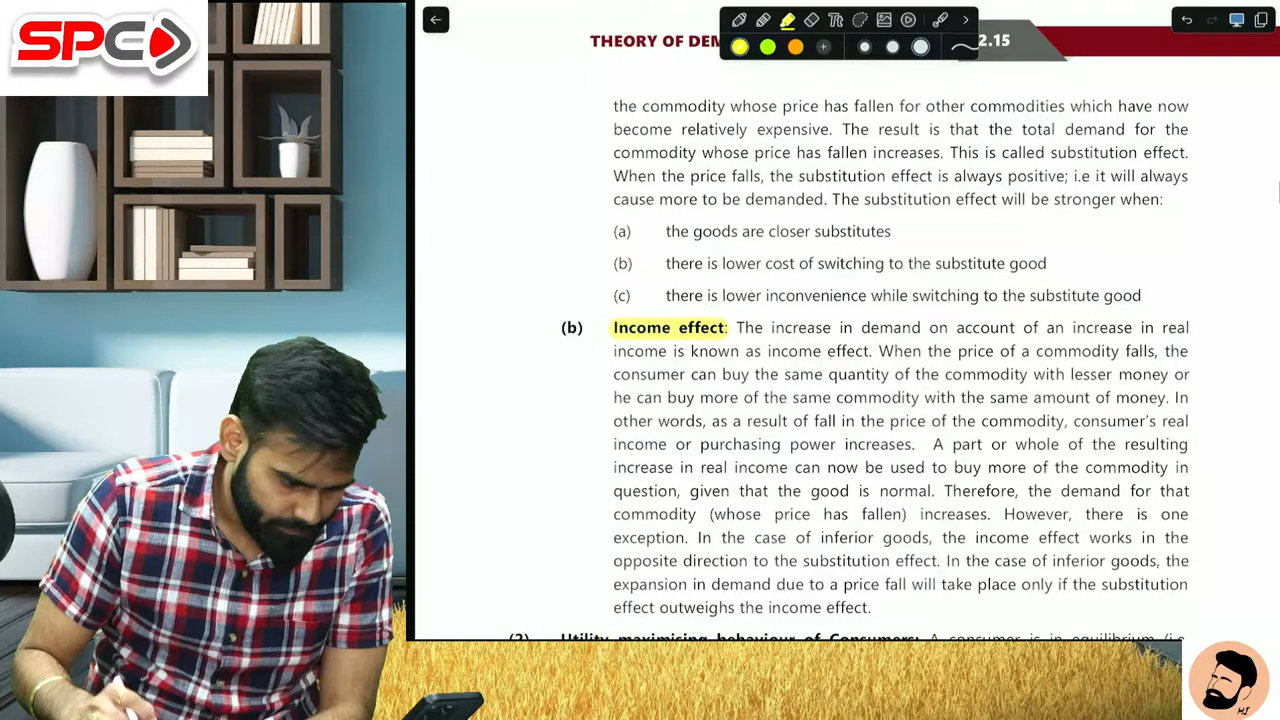 SPC
THEORY OF DEM
2.15
the commodity whose price has fallen for other commodities which have now
become relatively expensive. The result is that the total demand for the
commodity whose price has fallen increases. This is called substitution effect.
When the price falls, the substitution effect is always positive; i.e it will always
cause more to be demanded. The substitution effect will be stronger when:
(a) the goods are closer substitutes
(b) there is lower cost of switching to the substitute good
(c) there is lower inconvenience while switching to the substitute good
(b) Income effect: The increase in demand on account of an increase in real
income is known as income effect. When the price of a commodity falls, the
consumer can buy the same quantity of the commodity with lesser money or
he can buy more of the same commodity with the same amount of money. In
other words, as a result of fall in the price of the commodity, consumer's real
income or purchasing power increases. A part or whole of the resulting
increase in real income can now be used to buy more of the commodity in
question, given that the good is normal. Therefore, the demand for that
commodity (whose price has fallen) increases. However, there is one
exception. In the case of inferior goods, the income effect works in the
opposite direction to the substitution effect. In the case of inferior goods, the
expansion in demand due to a price fall will take place only if the substitution
effect outweighs the income effect.
(2) Utility maximising behaviour of Consumers: A consumer is in equilibrium (i.e.
HJ